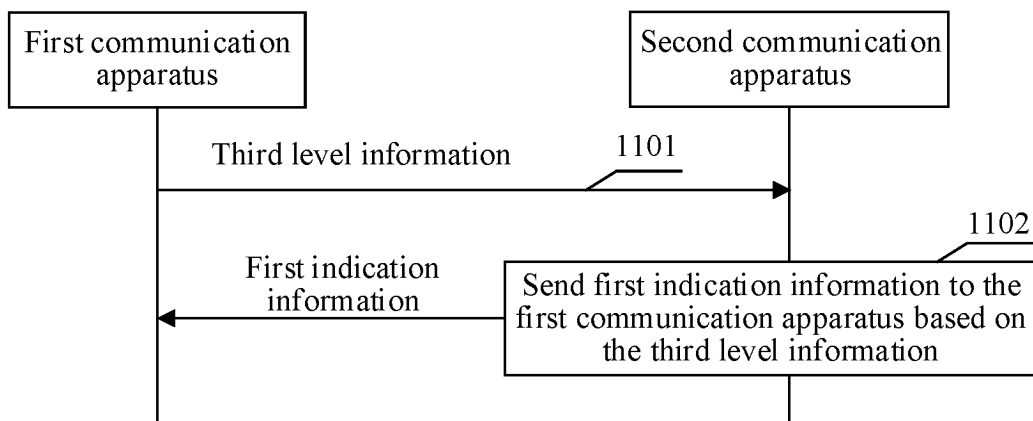 First communication
apparatus
Second communication
apparatus
Third level information
1101
1102
First indication
information
Send first indication information to the
first communication apparatus based on
the third level information